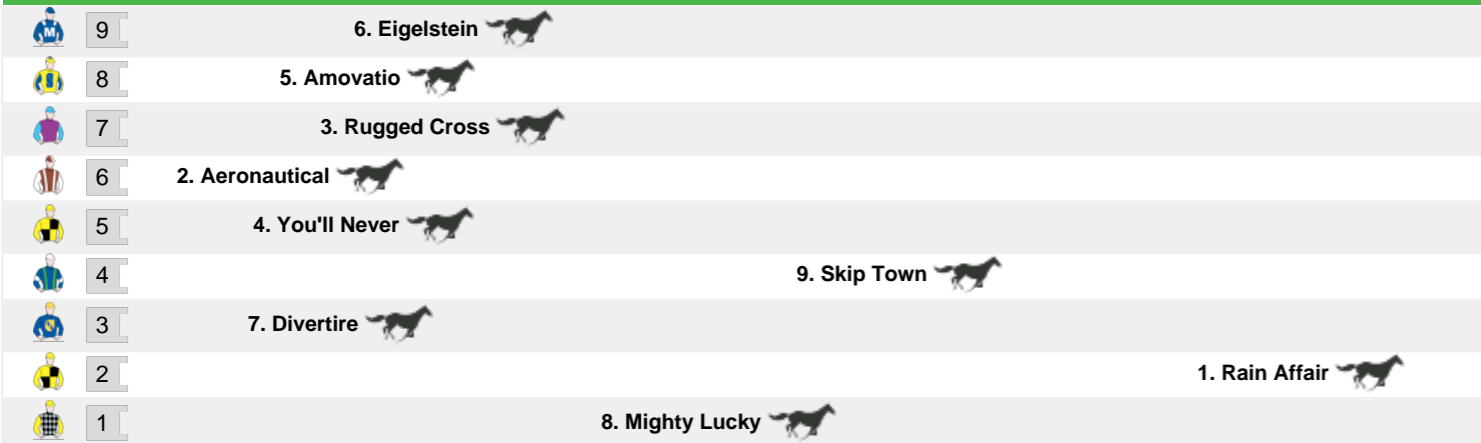 9 6. Eigelstein
8 5. Amovatio
7 3. Rugged Cross
6 2. Aeronautical
5 4. You'll Never
4 9. Skip Town
3 7. Divertire
2 1. Rain Affair
1 8. Mighty Lucky